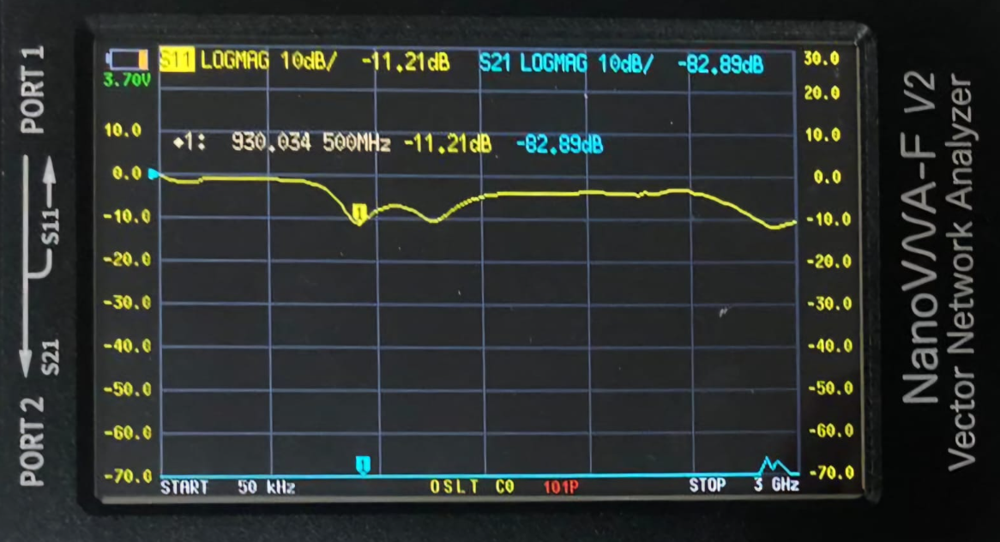 PORT 1
S11
S21
PORT 2
S11 LOGMAG 10dB/ -11.21dB S21 LOGMAG 10dB/ -82.89dB
3.70V
1: 930.034 500MHz -11.21dB -82.89dB
10.0
0.0
-10.0
-20.0
-30.0
-40.0
-50.0
-60.0
-70.0
1
1
30.0
20.0
10.0
0.0
-10.0
-20.0
-30.0
-40.0
-50.0
-60.0
-70.0
START 50 kHz OSLT C0 101P STOP 3 GHz
NanoVNA-F V2
Vector Network Analyzer